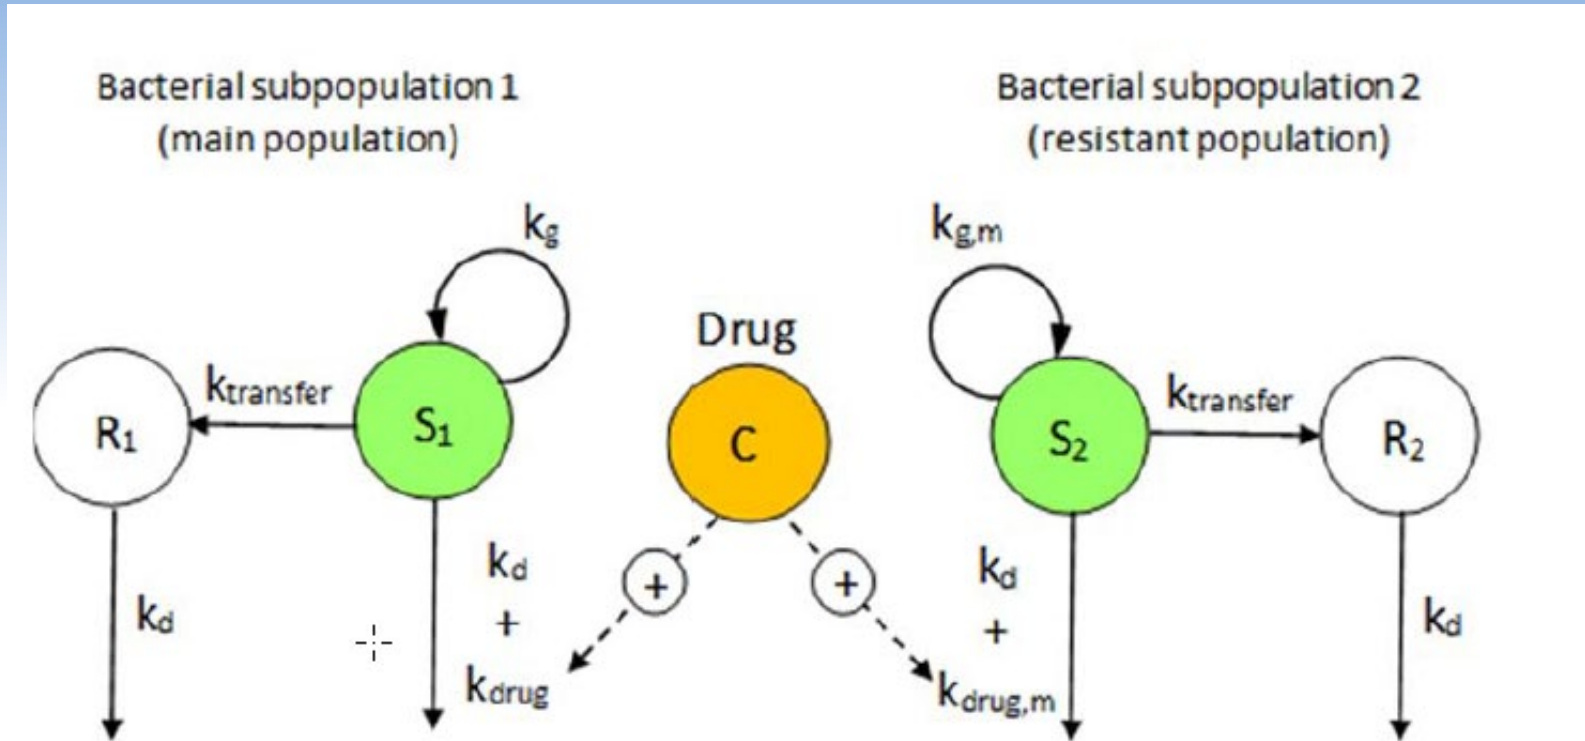 Bacterial subpopulation 1
(main population)
Bacterial subpopulation 2
(resistant population)
kg
kg,m
Drug
R1
ktransfer
S1
C
S2
ktransfer
R2
kd
kd
+
kdrug
+
+
kd
+
kdrug,m
kd